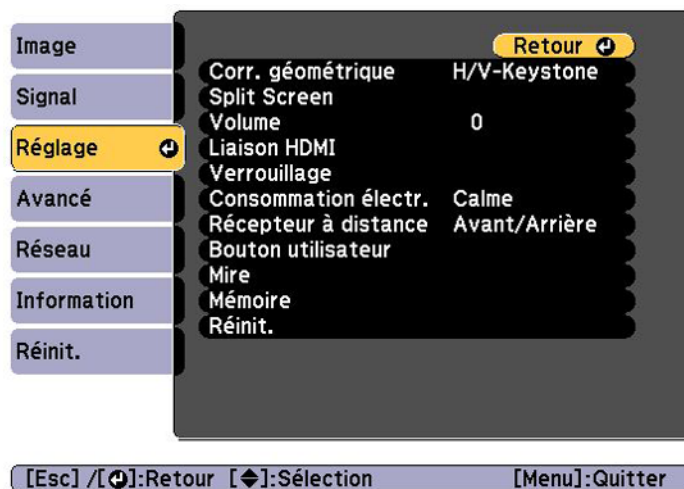 Image
Signal
Réglage
Avancé
Réseau
Information
Réinit.
Retour
Corr. géométrique H/V-Keystone
Split Screen
Volume 0
Liaison HDMI
Verrouillage
Consommation électr. Calme
Récepteur à distance Avant/Arrière
Bouton utilisateur
Mire
Mémoire
Réinit.
[Esc] /[⏎]:Retour [◆]:Sélection [Menu]:Quitter